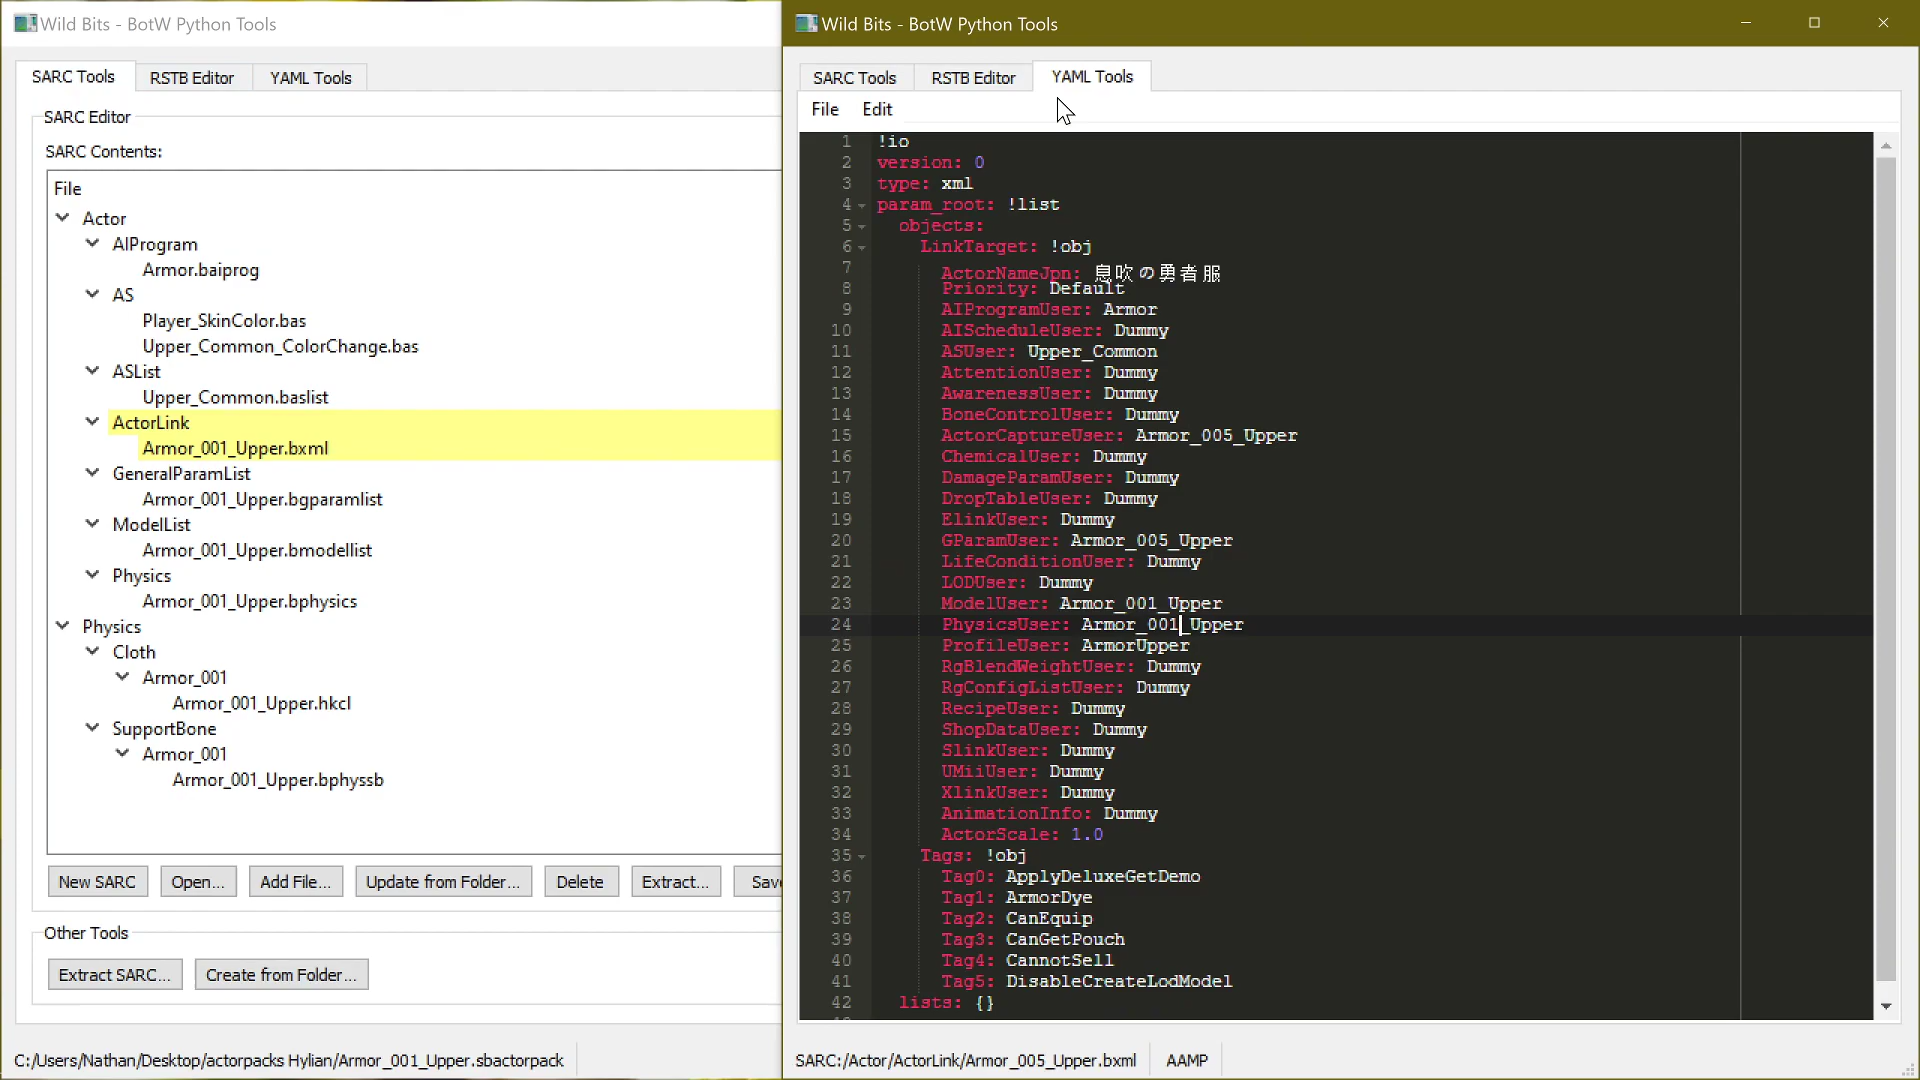 Wild Bits - BotW Python Tools
SARC Tools
RSTB Editor
YAML Tools
SARC Editor
SARC Contents:
File
Actor
AIProgram
Armor.baiprog
AS
Player_SkinColor.bas
Upper_Common_ColorChange.bas
ASList
Upper_Common.baslist
ActorLink
Armor_001_Upper.bxml
GeneralParamList
Armor_001_Upper.bgparamlist
ModelList
Armor_001_Upper.bmodellist
Physics
Armor_001_Upper.bphysics
Physics
Cloth
Armor_001
Armor_001_Upper.hkcl
SupportBone
Armor_001
Armor_001_Upper.bphyssb
New SARC
Open...
Add File...
Update from Folder...
Delete
Extract...
Other Tools
Extract SARC...
Create from Folder...
C:/Users/Nathan/Desktop/actorpacks Hylian/Armor_001_Upper.sbactorpack
Wild Bits - BotW Python Tools
SARC Tools
RSTB Editor
YAML Tools
File
Edit
1 !io
2 version: 0
3 type: xml
4 param_root: !list
5 objects:
6 LinkTarget: !obj
7 ActorNameJpn: 息吹の勇者服
8 Priority: Default
9 AIProgramUser: Armor
10 AIScheduleUser: Dummy
11 ASUser: Upper_Common
12 AttentionUser: Dummy
13 AwarenessUser: Dummy
14 BoneControlUser: Dummy
15 ActorCaptureUser: Armor_005_Upper
16 ChemicalUser: Dummy
17 DamageParamUser: Dummy
18 DropTableUser: Dummy
19 ElinkUser: Dummy
20 GParamUser: Armor_005_Upper
21 LifeConditionUser: Dummy
22 LODUser: Dummy
23 ModelUser: Armor_001_Upper
24 PhysicsUser: Armor_001_Upper
25 ProfileUser: ArmorUpper
26 RgBlendWeightUser: Dummy
27 RgConfigListUser: Dummy
28 RecipeUser: Dummy
29 ShopDataUser: Dummy
30 SlinkUser: Dummy
31 UMiiUser: Dummy
32 XlinkUser: Dummy
33 AnimationInfo: Dummy
34 ActorScale: 1.0
35 Tags: !obj
36 Tag0: ApplyDeluxeGetDemo
37 Tag1: ArmorDye
38 Tag2: CanEquip
39 Tag3: CanGetPouch
40 Tag4: CannotSell
41 Tag5: DisableCreateLodModel
42 lists: {}
SARC:/Actor/ActorLink/Armor_005_Upper.bxml
AAMP